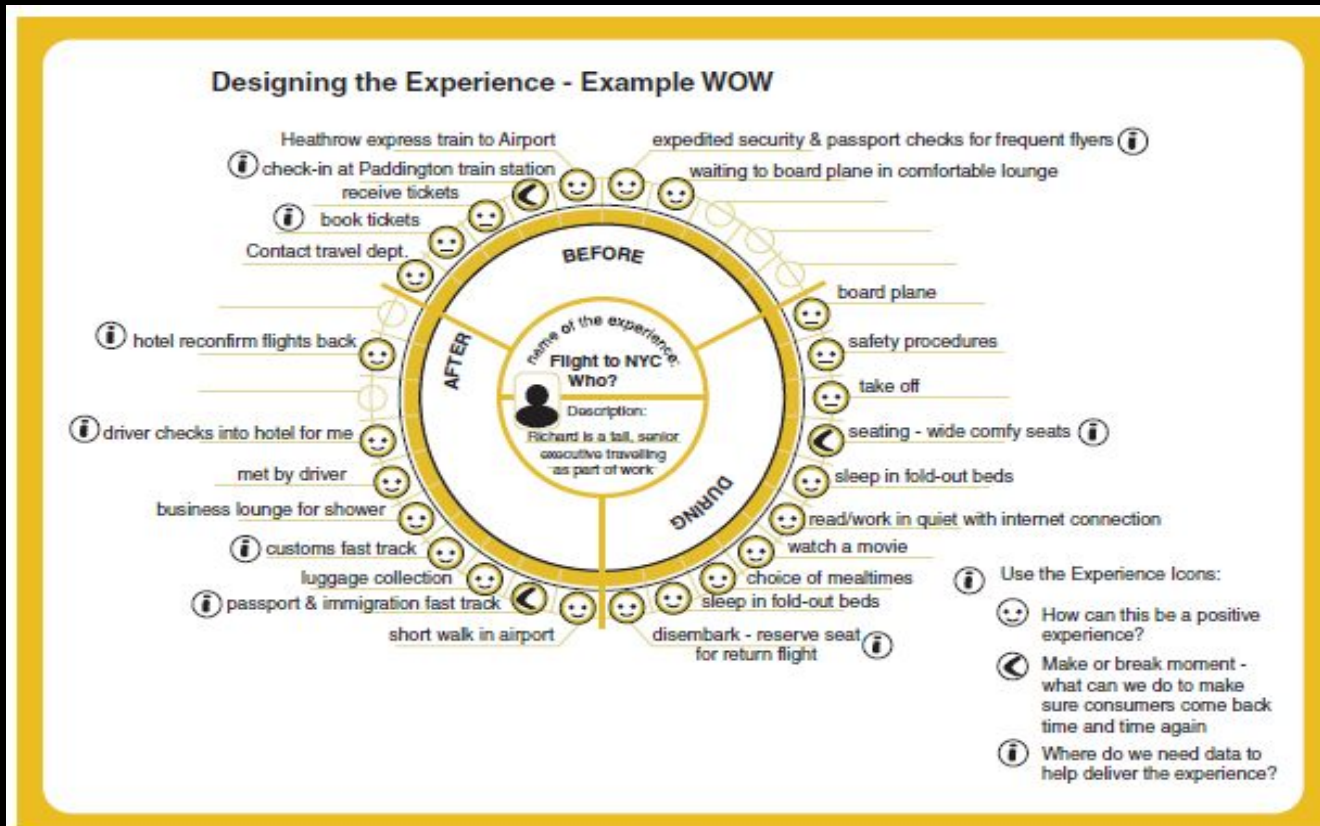 Designing the Experience - Example WOW
Heathrow express train to Airport
check-in at Paddington train station
receive tickets
book tickets
Contact travel dept.
expedited security & passport checks for frequent flyers
waiting to board plane in comfortable lounge
BEFORE
board plane
safety procedures
take off
seating - wide comfy seats
sleep in fold-out beds
read/work in quiet with internet connection
watch a movie
choice of mealtimes
sleep in fold-out beds
disembark - reserve seat
for return flight
DURING
hotel reconfirm flights back
driver checks into hotel for me
met by driver
business lounge for shower
customs fast track
luggage collection
passport & immigration fast track
short walk in airport
AFTER
name of the experience:
Flight to NYC
Who?
Description:
Richard is a tall, senior
executive travelling
as part of work
Use the Experience Icons:
How can this be a positive
experience?
Make or break moment -
what can we do to make
sure consumers come back
time and time again
Where do we need data to
help deliver the experience?